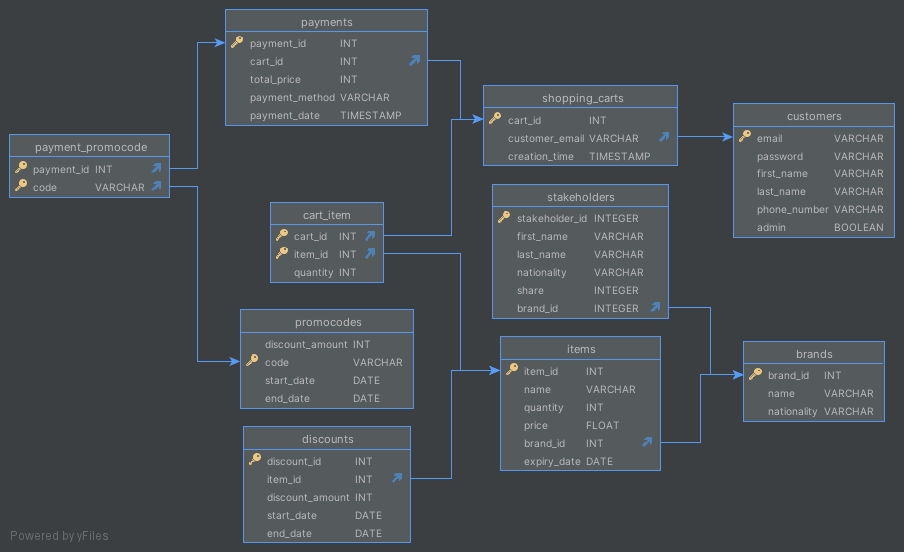 payments
payment_id INT
cart_id INT
total_price INT
payment_method VARCHAR
payment_date TIMESTAMP
shopping_carts
cart_id INT
customer_email VARCHAR
creation_time TIMESTAMP
customers
email VARCHAR
password VARCHAR
first_name VARCHAR
last_name VARCHAR
phone_number VARCHAR
admin BOOLEAN
payment_promocode
payment_id INT
code VARCHAR
stakeholders
stakeholder_id INTEGER
first_name VARCHAR
last_name VARCHAR
nationality VARCHAR
share INTEGER
brand_id INTEGER
cart_item
cart_id INT
item_id INT
quantity INT
promocodes
discount_amount INT
code VARCHAR
start_date DATE
end_date DATE
items
item_id INT
name VARCHAR
quantity INT
price FLOAT
brand_id INT
expiry_date DATE
brands
brand_id INT
name VARCHAR
nationality VARCHAR
discounts
discount_id INT
item_id INT
discount_amount INT
start_date DATE
end_date DATE
Powered by yFiles